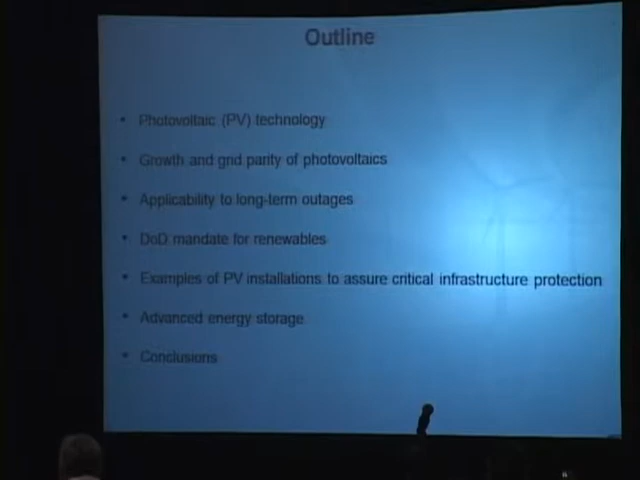 Outline
• Photovoltaic (PV) technology
• Growth and grid parity of photovoltaics
• Applicability to long-term outages
• DoD mandate for renewables
• Examples of PV installations to assure critical infrastructure protection
• Advanced energy storage
• Conclusions